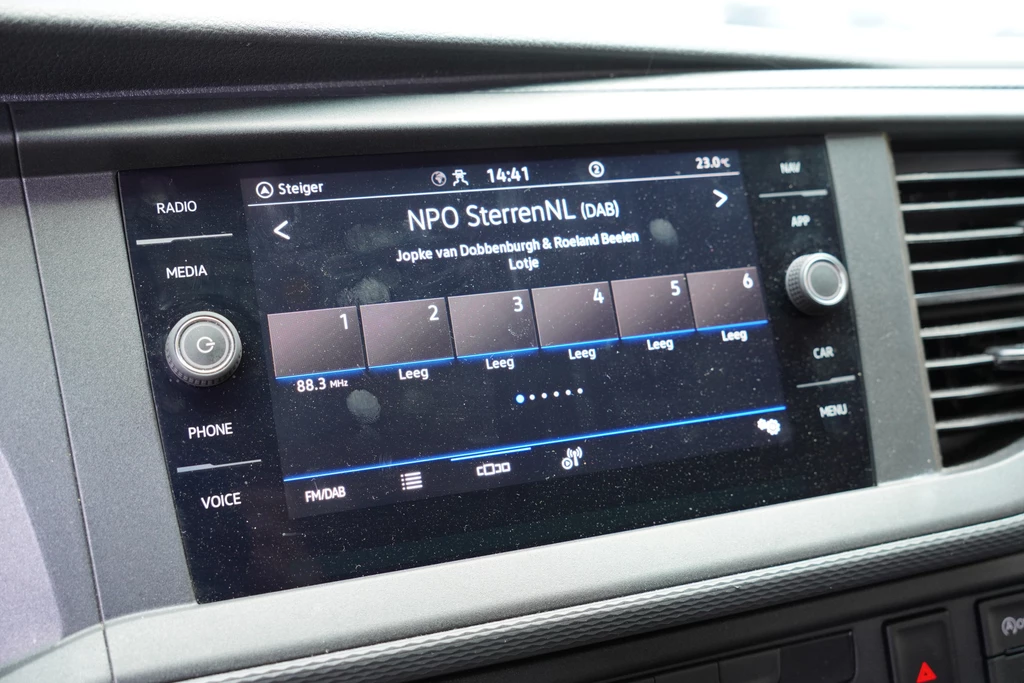 RADIO
MEDIA
PHONE
VOICE
Steiger
14:41
2
23.0°C
< NPO SterrenNL (DAB) >
Jopke van Dobbenburgh & Roeland Beelen
Lotje
1 2 3 4 5 6
88.3 MHz Leeg Leeg Leeg Leeg Leeg
FM/DAB
NAV
APP
CAR
MENU